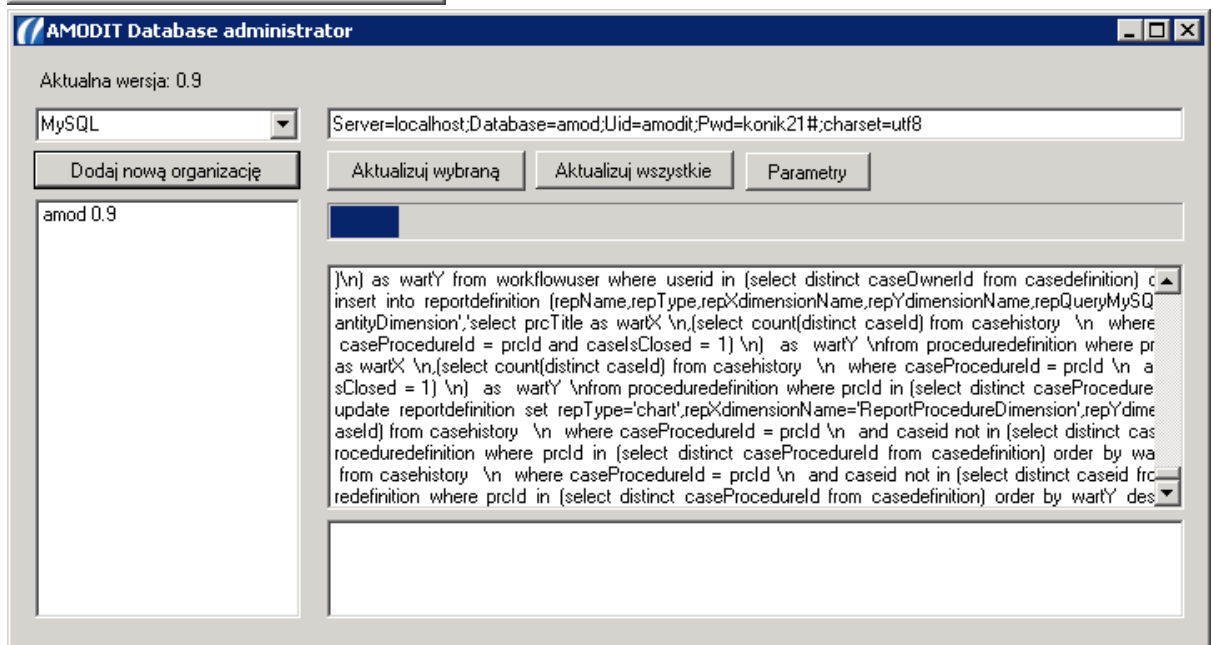 AMODIT Database administrator
Aktualna wersja: 0.9
MySQL
Server=localhost;Database=amod;Uid=amodit;Pwd=konik21#;charset=utf8
Dodaj nową organizację
Aktualizuj wybraną
Aktualizuj wszystkie
Parametry
amod 0.9
)\n) as wartY from workflowuser where userid in (select distinct caseOwnerId from casedefinition)
insert into reportdefinition (repName,repType,repXdimensionName,repYdimensionName,repQueryMySQ
antityDimension','select prcTitle as wartX \n,(select count(distinct caseId) from casehistory \n where
caseProcedureId = prcId and caseIsClosed = 1) \n) as wartY \nfrom proceduredefinition where pr
as wartX \n,(select count(distinct caseId) from casehistory \n where caseProcedureId = prcId \n a
sClosed = 1) \n) as wartY \nfrom proceduredefinition where prcId in (select distinct caseProcedure
update reportdefinition set repType='chart',repXdimensionName='ReportProcedureDimension',repYdime
aseId) from casehistory \n where caseProcedureId = prcId \n and caseid not in (select distinct cas
roceduredefinition where prcId in (select distinct caseProcedureId from casedefinition) order by wa
from casehistory \n where caseProcedureId = prcId \n and caseid not in (select distinct caseid frc
redefinition where prcId in (select distinct caseProcedureId from casedefinition) order by wartY des